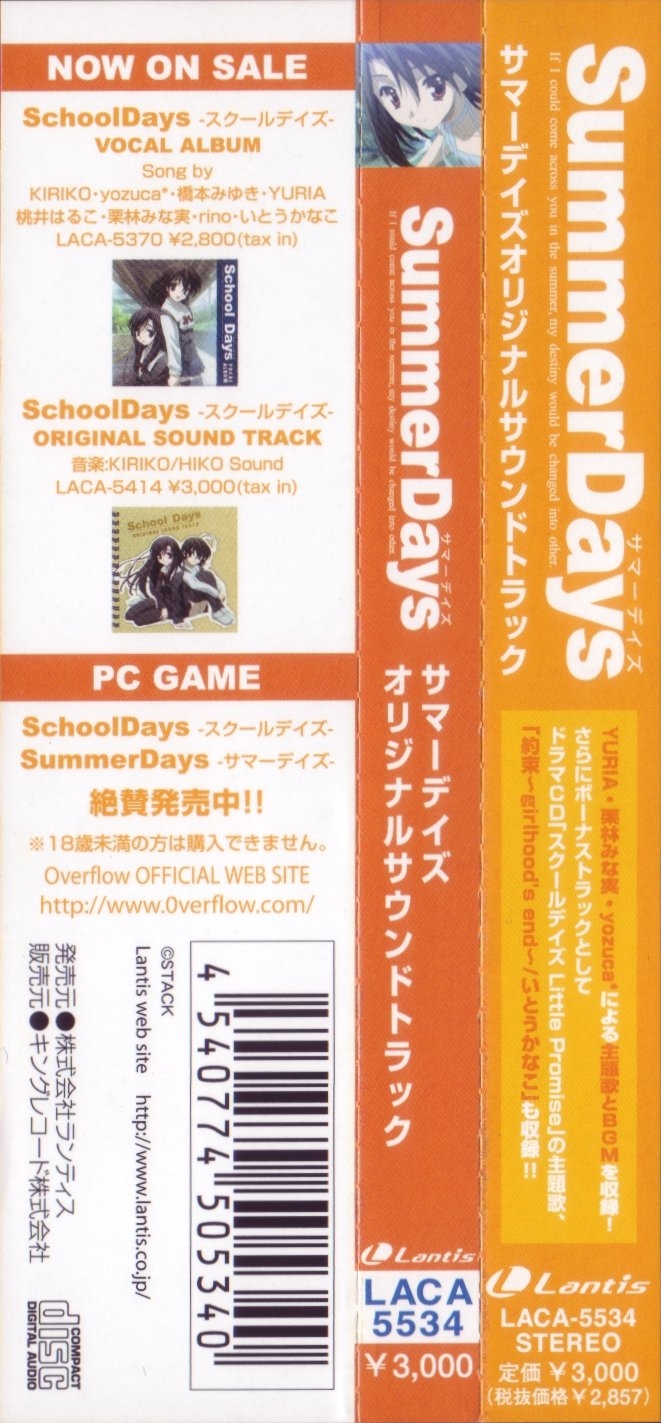 NOW ON SALE
SchoolDays -スクールデイズ-
VOCAL ALBUM
Song by
KIRIKO・yozuca*・橋本みゆき・YURIA
桃井はるこ・栗林みな実・rino・いとうかなこ
LACA-5370 ¥2,800(tax in)
School Days VOCAL ALBUM
SchoolDays -スクールデイズ-
ORIGINAL SOUND TRACK
音楽:KIRIKO/HIKO Sound
LACA-5414 ¥3,000(tax in)
School Days
ORIGINAL SOUND TRACK
PC GAME
SchoolDays -スクールデイズ-
SummerDays -サマーデイズ-
絶賛発売中!!
※18歳未満の方は購入できません。
Overflow OFFICIAL WEB SITE
http://www.0verflow.com/
©STACK
Lantis web site http://www.lantis.co.jp/
発売元●株式会社ランティス
販売元●キングレコード株式会社
4 540774 505340
COMPACT
disc
DIGITAL AUDIO
SummerDays
サマーデイズ
If I could come across you in the summer, my destiny would be changed into other.
サマーデイズ
オリジナルサウンドトラック
Lantis
LACA
5534
¥3,000
SummerDays
サマーデイズ
If I could come across you in the summer, my destiny would be changed into other.
サマーデイズオリジナルサウンドトラック
YURIA・栗林みな実・yozuca*による主題歌とBGMを収録!
さらにボーナストラックとして
ドラマCD「スクールデイズ Little Promise」の主題歌、
「約束～girlhood's end～/いとうかなこ」も収録!!
Lantis
LACA-5534
STEREO
定価 ¥3,000
(税抜価格¥2,857)